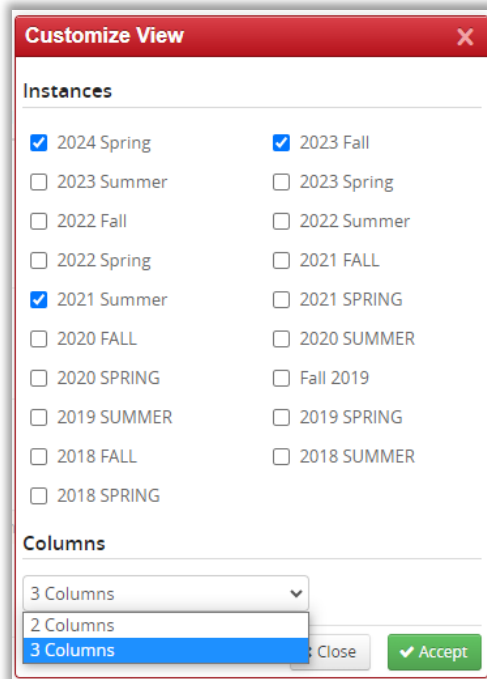 Customize View
Instances
2024 Spring 2023 Fall
2023 Summer 2023 Spring
2022 Fall 2022 Summer
2022 Spring 2021 FALL
2021 Summer 2021 SPRING
2020 FALL 2020 SUMMER
2020 SPRING Fall 2019
2019 SUMMER 2019 SPRING
2018 FALL 2018 SUMMER
2018 SPRING
Columns
3 Columns
2 Columns
3 Columns
Close Accept